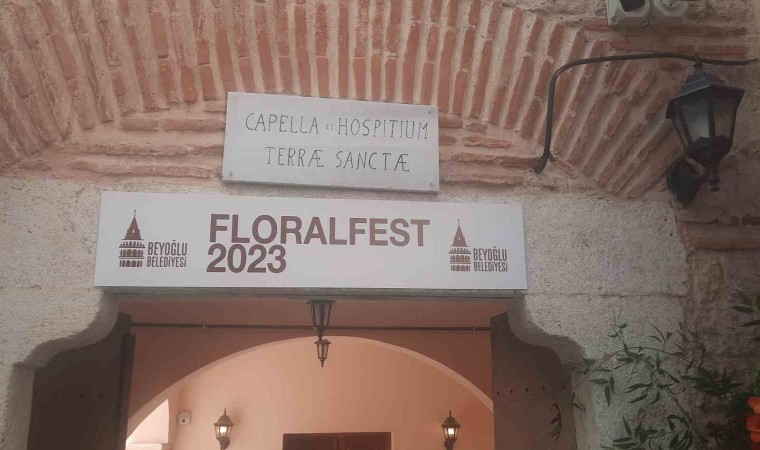 CAPELLA et HOSPITIUM
TERRÆ SANCTÆ
FLORALFEST
2023
BEYOĞLU
BELEDİYESİ
BEYOĞLU
BELEDİYESİ